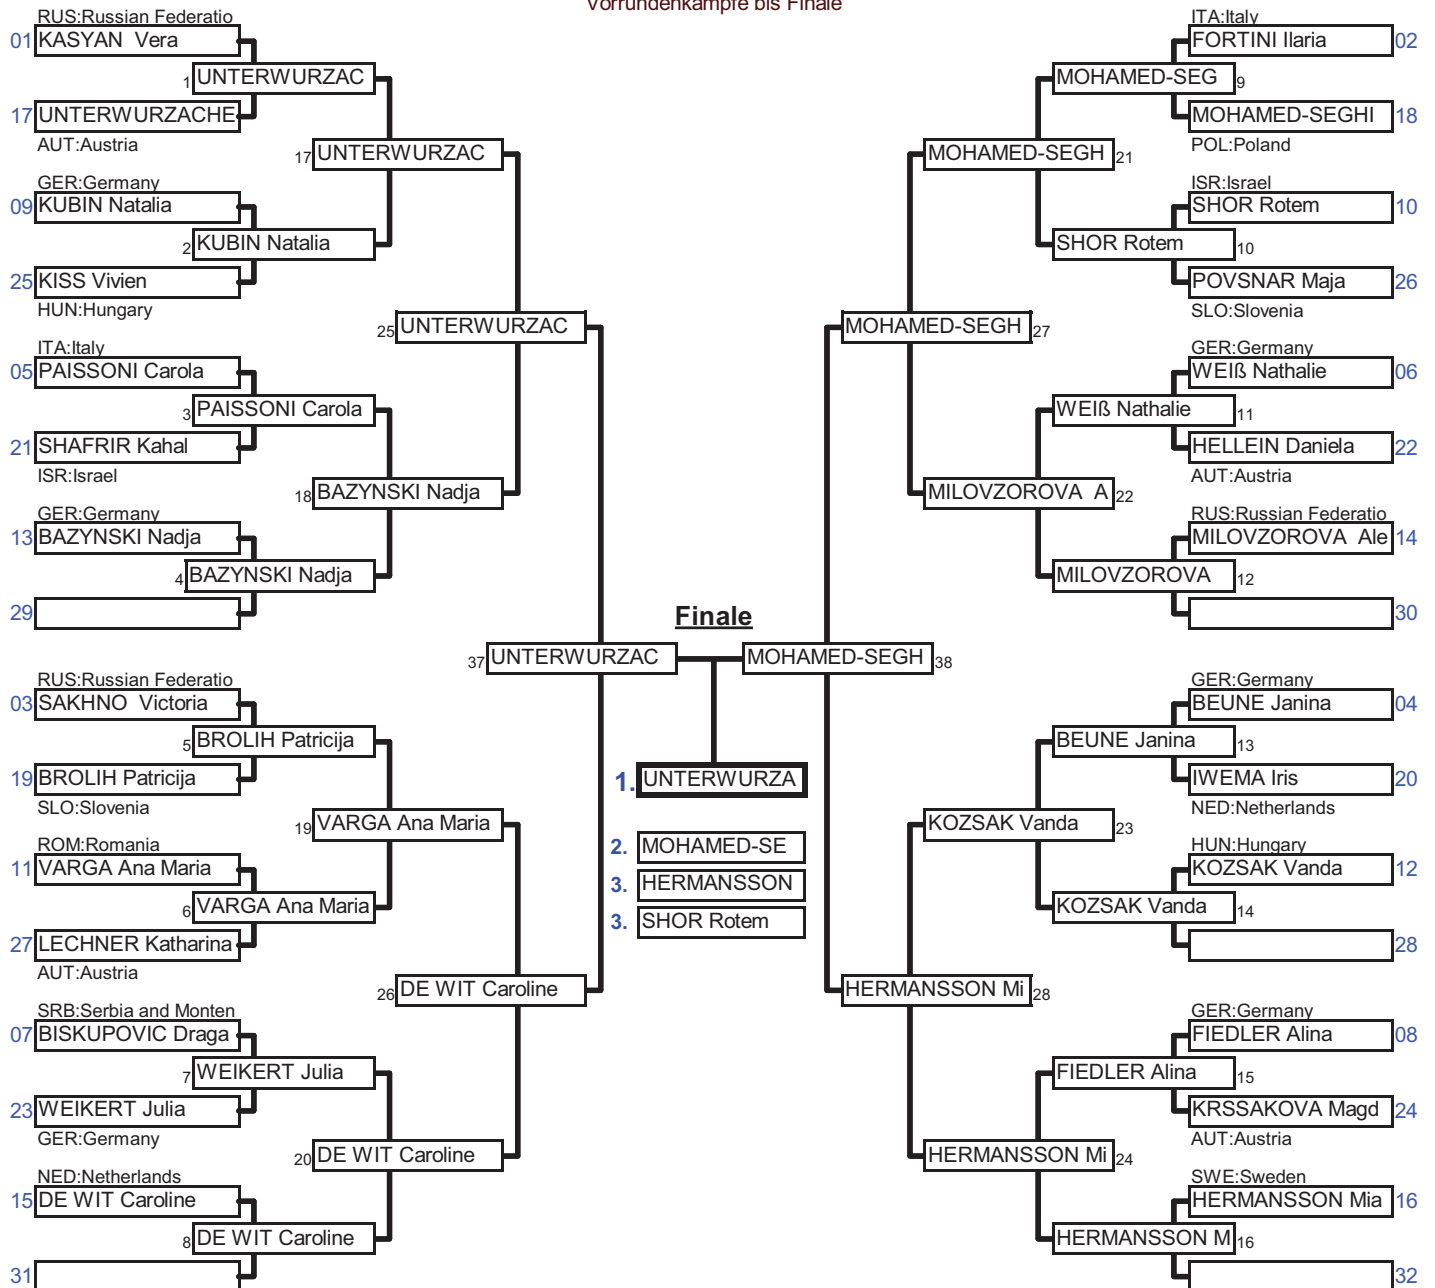 Vorrundenkämpfe bis Finale
RUS:Russian Federatio
01 KASYAN Vera
1 UNTERWURZAC
17 UNTERWURZACHE
AUT:Austria
17 UNTERWURZAC
GER:Germany
09 KUBIN Natalia
2 KUBIN Natalia
25 KISS Vivien
HUN:Hungary
25 UNTERWURZAC
ITA:Italy
05 PAISSONI Carola
3 PAISSONI Carola
21 SHAFRIR Kahal
ISR:Israel
18 BAZYNSKI Nadja
GER:Germany
13 BAZYNSKI Nadja
4 BAZYNSKI Nadja
29
37 UNTERWURZAC
RUS:Russian Federatio
03 SAKHNO Victoria
5 BROLIH Patricija
19 BROLIH Patricija
SLO:Slovenia
19 VARGA Ana Maria
ROM:Romania
11 VARGA Ana Maria
6 VARGA Ana Maria
27 LECHNER Katharina
AUT:Austria
26 DE WIT Caroline
SRB:Serbia and Monten
07 BISKUPOVIC Draga
7 WEIKERT Julia
23 WEIKERT Julia
GER:Germany
20 DE WIT Caroline
NED:Netherlands
15 DE WIT Caroline
8 DE WIT Caroline
31
Finale
1. UNTERWURZA
2. MOHAMED-SE
3. HERMANSSON
3. SHOR Rotem
ITA:Italy
FORTINI Ilaria 02
MOHAMED-SEG 9
MOHAMED-SEGHI 18
POL:Poland
MOHAMED-SEGH 21
ISR:Israel
SHOR Rotem 10
SHOR Rotem 10
POVSNAR Maja 26
SLO:Slovenia
MOHAMED-SEGH 27
GER:Germany
WEIß Nathalie 06
WEIß Nathalie 11
HELLEIN Daniela 22
AUT:Austria
MILOVZOROVA A 22
RUS:Russian Federatio
MILOVZOROVA Ale 14
MILOVZOROVA 12
30
MOHAMED-SEGH 38
GER:Germany
BEUNE Janina 04
BEUNE Janina 13
IWEMA Iris 20
NED:Netherlands
KOZSAK Vanda 23
HUN:Hungary
KOZSAK Vanda 12
KOZSAK Vanda 14
28
HERMANSSON Mi 28
GER:Germany
FIEDLER Alina 08
FIEDLER Alina 15
KRSSAKOVA Magd 24
AUT:Austria
HERMANSSON Mi 24
SWE:Sweden
HERMANSSON Mia 16
HERMANSSON M 16
32